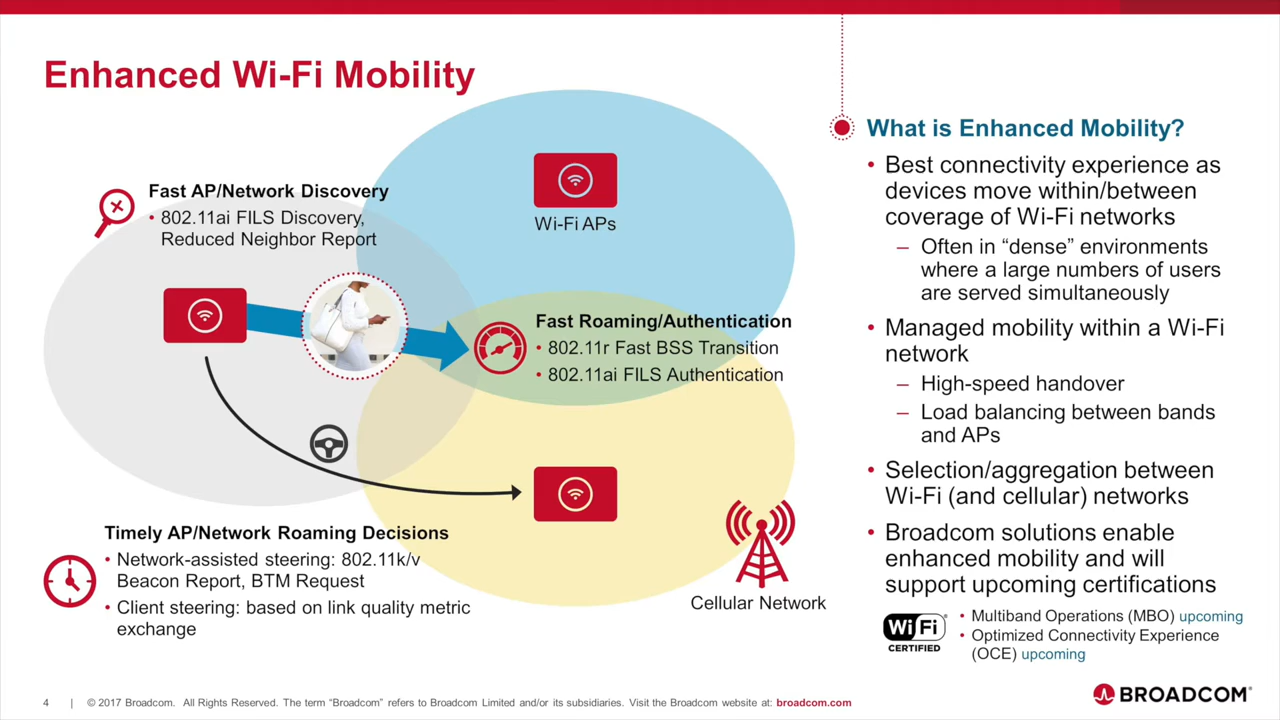 Enhanced Wi-Fi Mobility
Fast AP/Network Discovery
• 802.11ai FILS Discovery,
Reduced Neighbor Report
Wi-Fi APs
Fast Roaming/Authentication
• 802.11r Fast BSS Transition
• 802.11ai FILS Authentication
Timely AP/Network Roaming Decisions
• Network-assisted steering: 802.11k/v
Beacon Report, BTM Request
• Client steering: based on link quality metric
exchange
Cellular Network
What is Enhanced Mobility?
• Best connectivity experience as
devices move within/between
coverage of Wi-Fi networks
– Often in “dense” environments
where a large numbers of users
are served simultaneously
• Managed mobility within a Wi-Fi
network
– High-speed handover
– Load balancing between bands
and APs
• Selection/aggregation between
Wi-Fi (and cellular) networks
• Broadcom solutions enable
enhanced mobility and will
support upcoming certifications
Wi Fi
CERTIFIED
• Multiband Operations (MBO) upcoming
• Optimized Connectivity Experience
(OCE) upcoming
4 | © 2017 Broadcom. All Rights Reserved. The term “Broadcom” refers to Broadcom Limited and/or its subsidiaries. Visit the Broadcom website at: broadcom.com
BROADCOM®